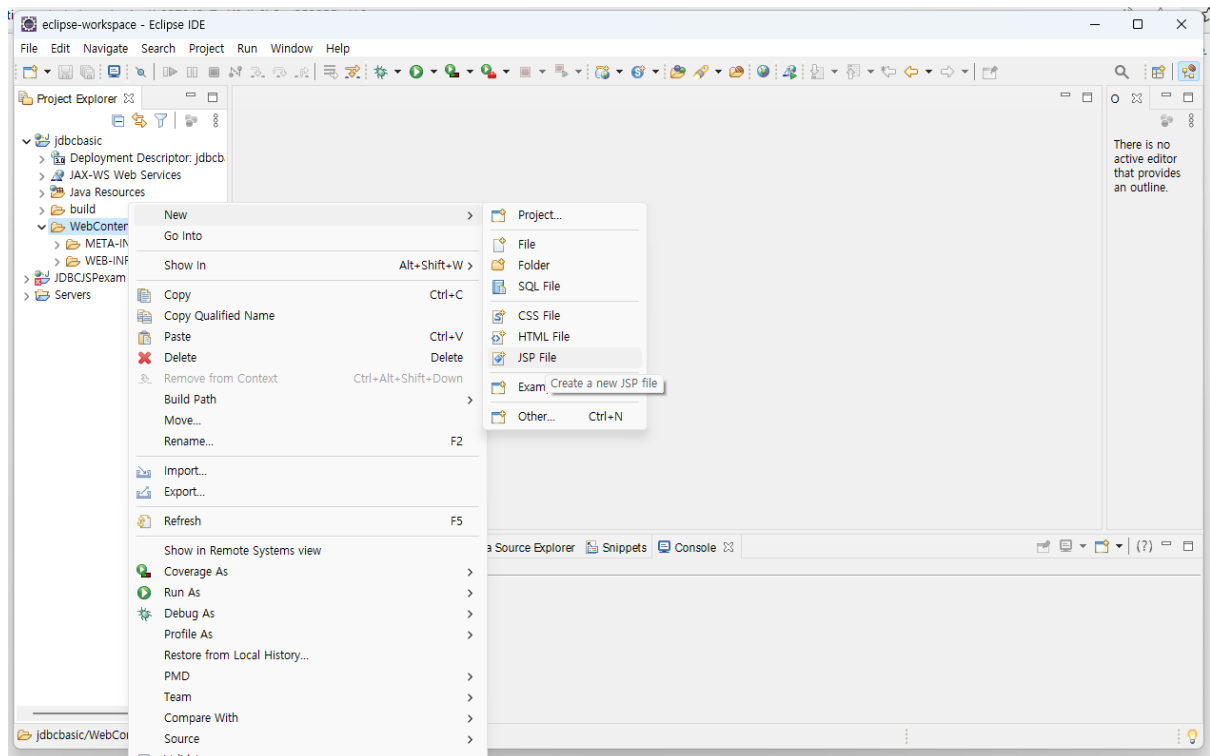 eclipse-workspace - Eclipse IDE
File Edit Navigate Search Project Run Window Help
Project Explorer
jdbcbasic
Deployment Descriptor: jdbcb
JAX-WS Web Services
Java Resources
build
WebConter
META-IN
WEB-INF
JDBCJSPexam
Servers
New
Go Into
Show In Alt+Shift+W
Copy Ctrl+C
Copy Qualified Name
Paste Ctrl+V
Delete Delete
Remove from Context Ctrl+Alt+Shift+Down
Build Path
Move...
Rename... F2
Import...
Export...
Refresh F5
Show in Remote Systems view
Coverage As
Run As
Debug As
Profile As
Restore from Local History...
PMD
Team
Compare With
Source
Project...
File
Folder
SQL File
CSS File
HTML File
JSP File
Exam
Create a new JSP file
Other... Ctrl+N
O
There is no
active editor
that provides
an outline.
a Source Explorer Snippets Console
(?)
jdbcbasic/WebCo